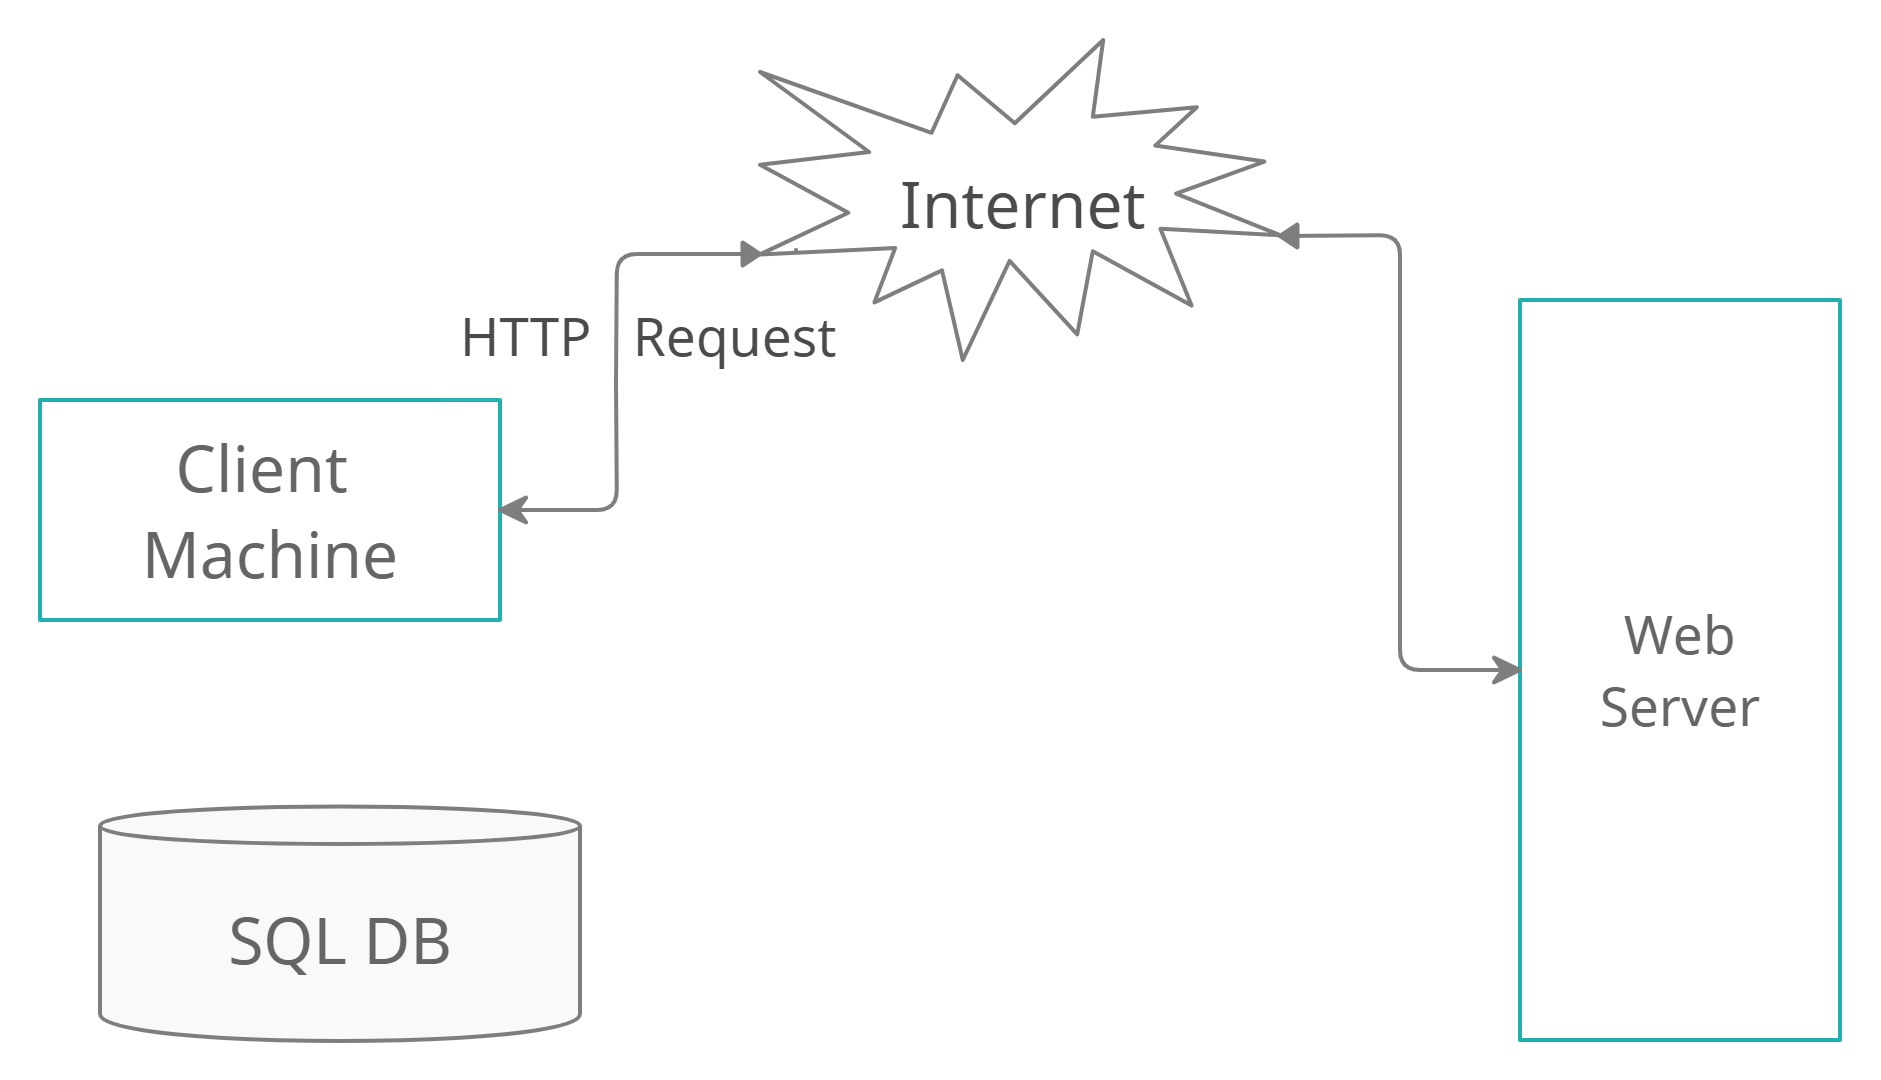 Internet
HTTP Request
Client
Machine
Web
Server
SQL DB